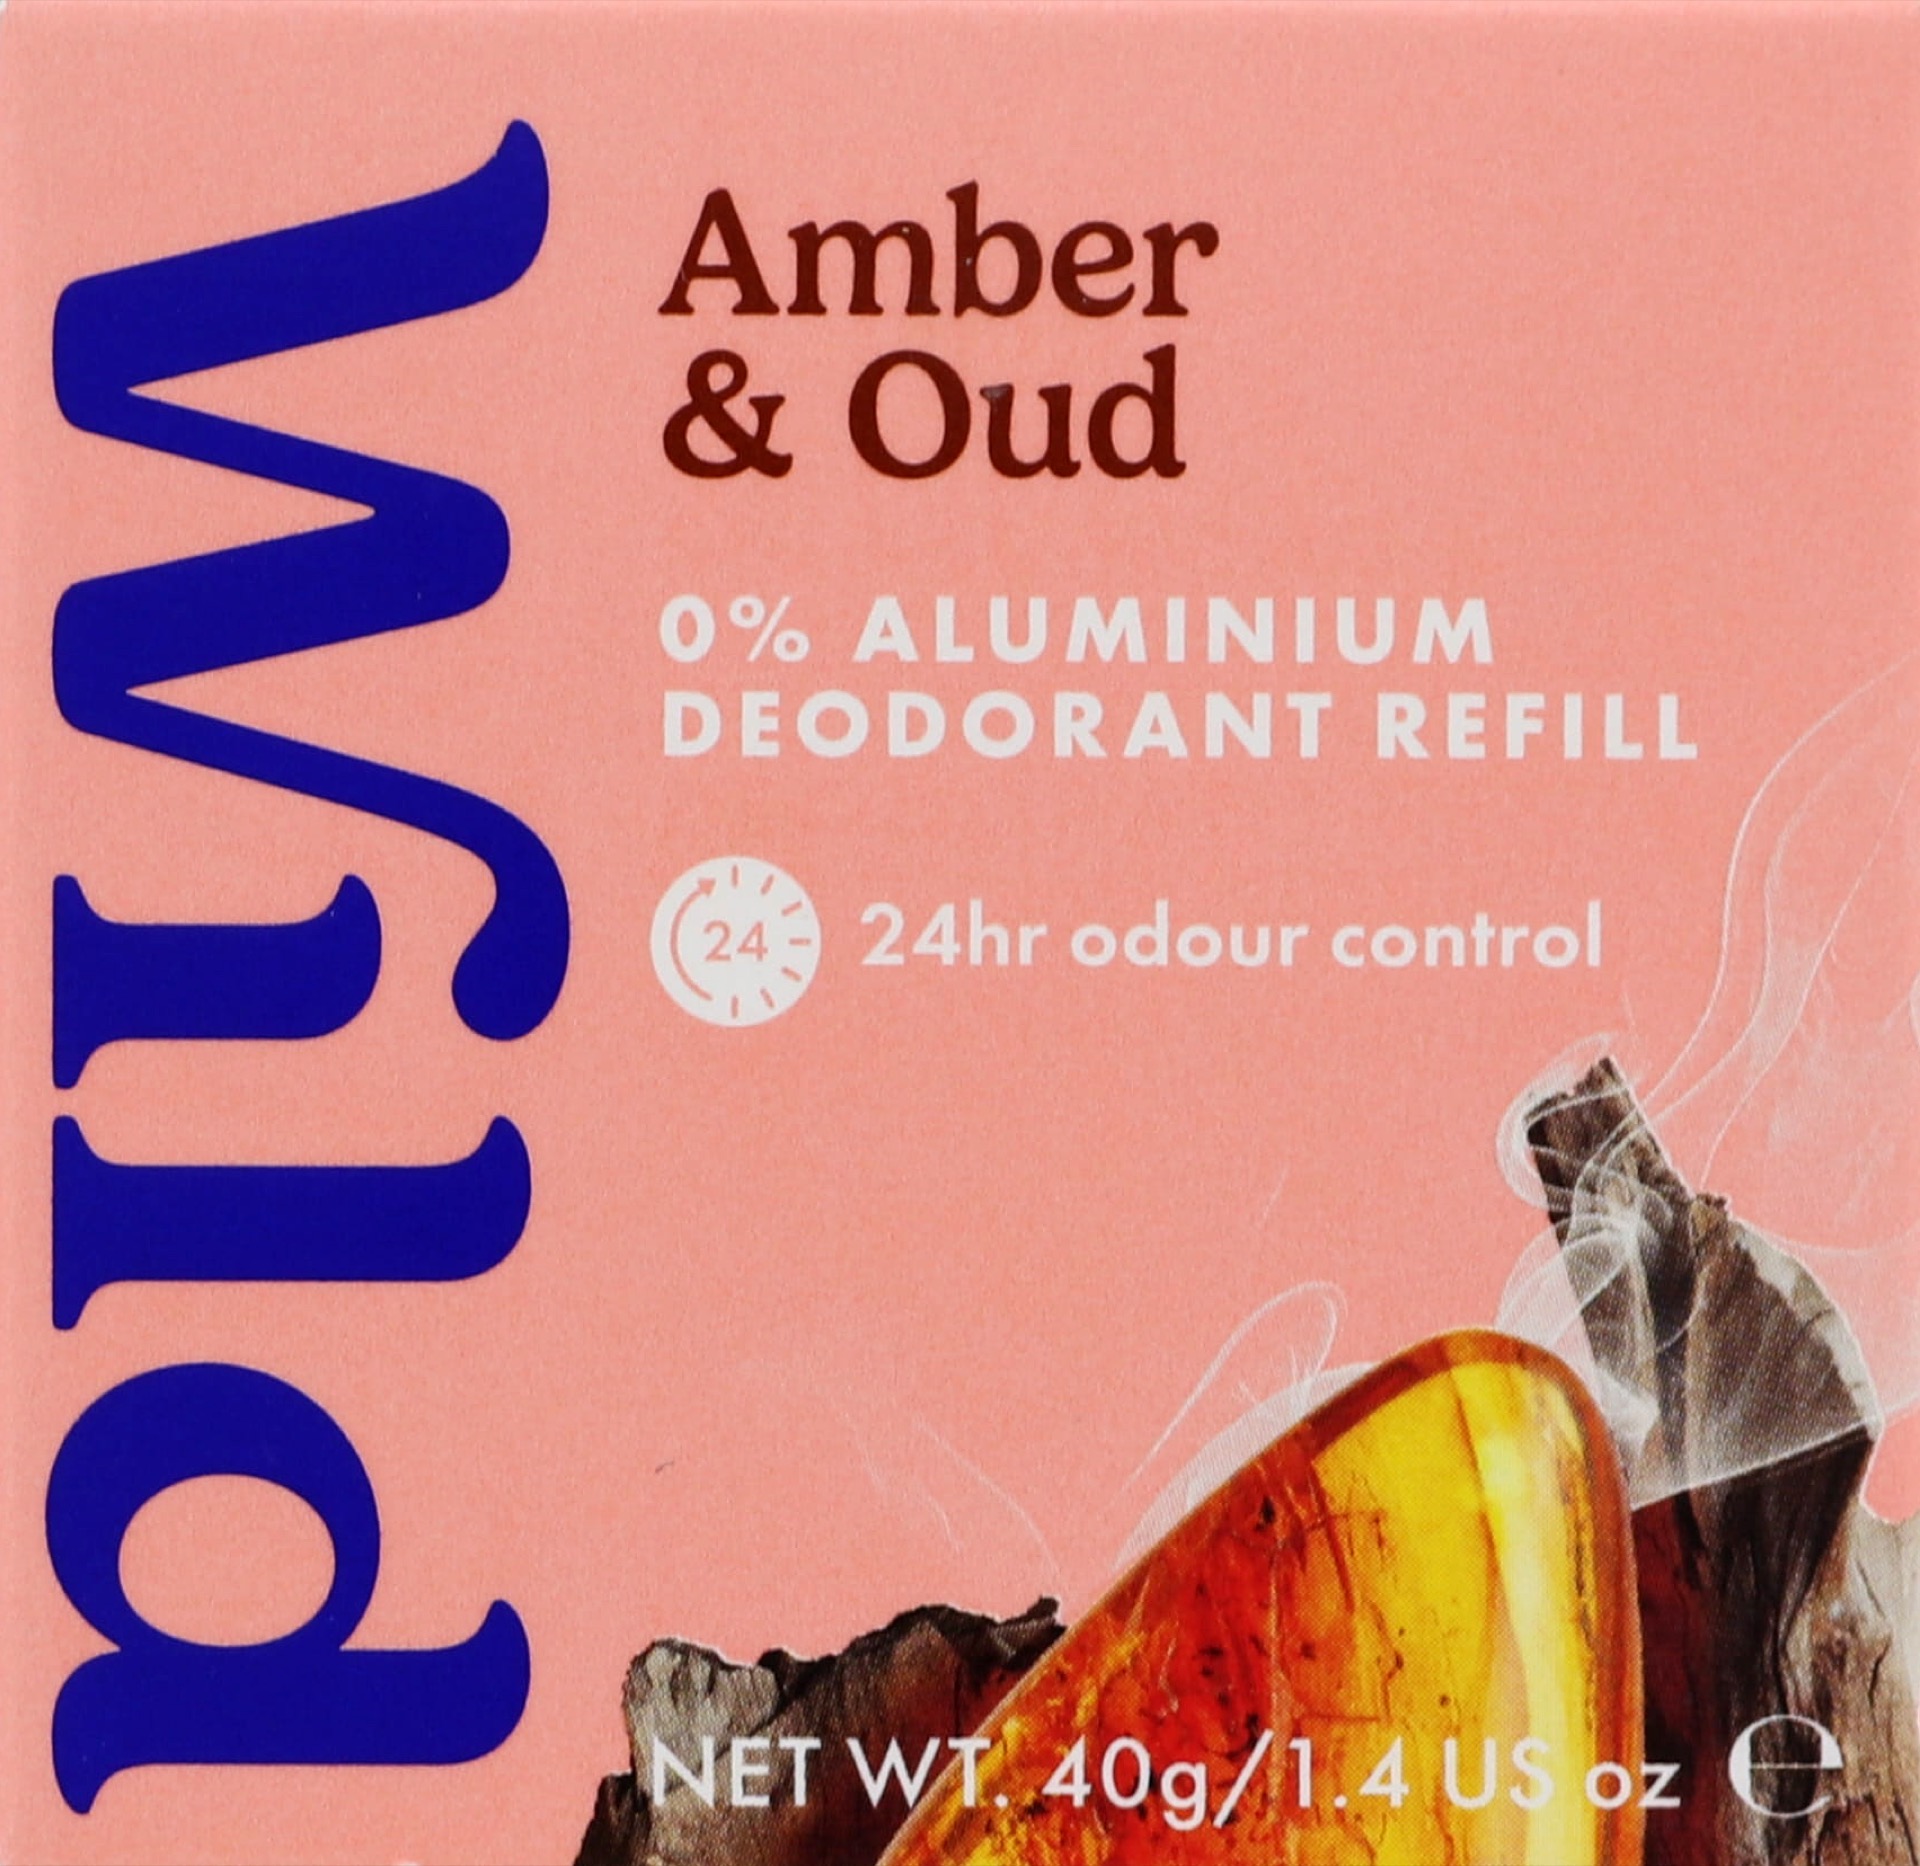 Wild
Amber
& Oud
0% ALUMINIUM
DEODORANT REFILL
24
24hr odour control
NET WT. 40g/1.4 US oz ℮